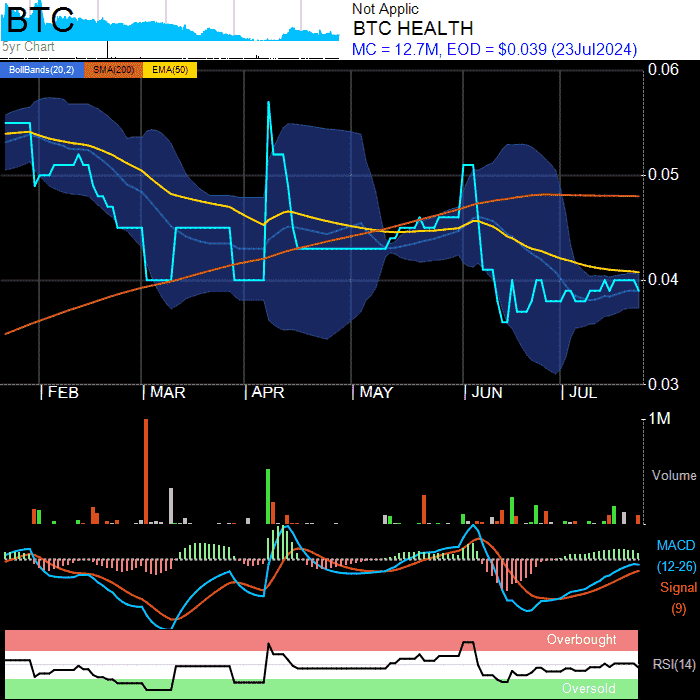 BTC
5yr Chart
Not Applic
BTC HEALTH
MC = 12.7M, EOD = $0.039 (23Jul2024)
BollBands(20,2) SMA(200) EMA(50)
0.06
0.05
0.04
0.03
FEB MAR APR MAY JUN JUL
1M
Volume
MACD
(12-26)
Signal
(9)
Overbought
RSI(14)
Oversold